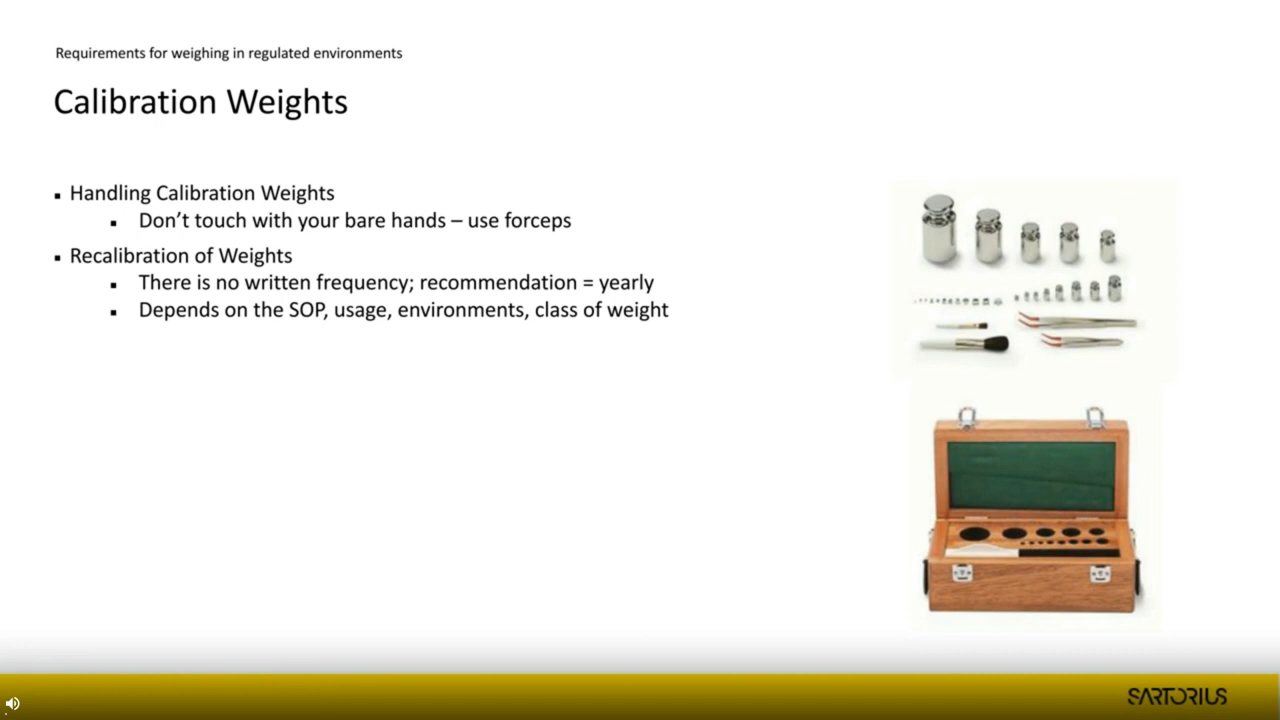 Requirements for weighing in regulated environments
Calibration Weights
▪ Handling Calibration Weights
▪ Don’t touch with your bare hands – use forceps
▪ Recalibration of Weights
▪ There is no written frequency; recommendation = yearly
▪ Depends on the SOP, usage, environments, class of weight
SARTORIUS